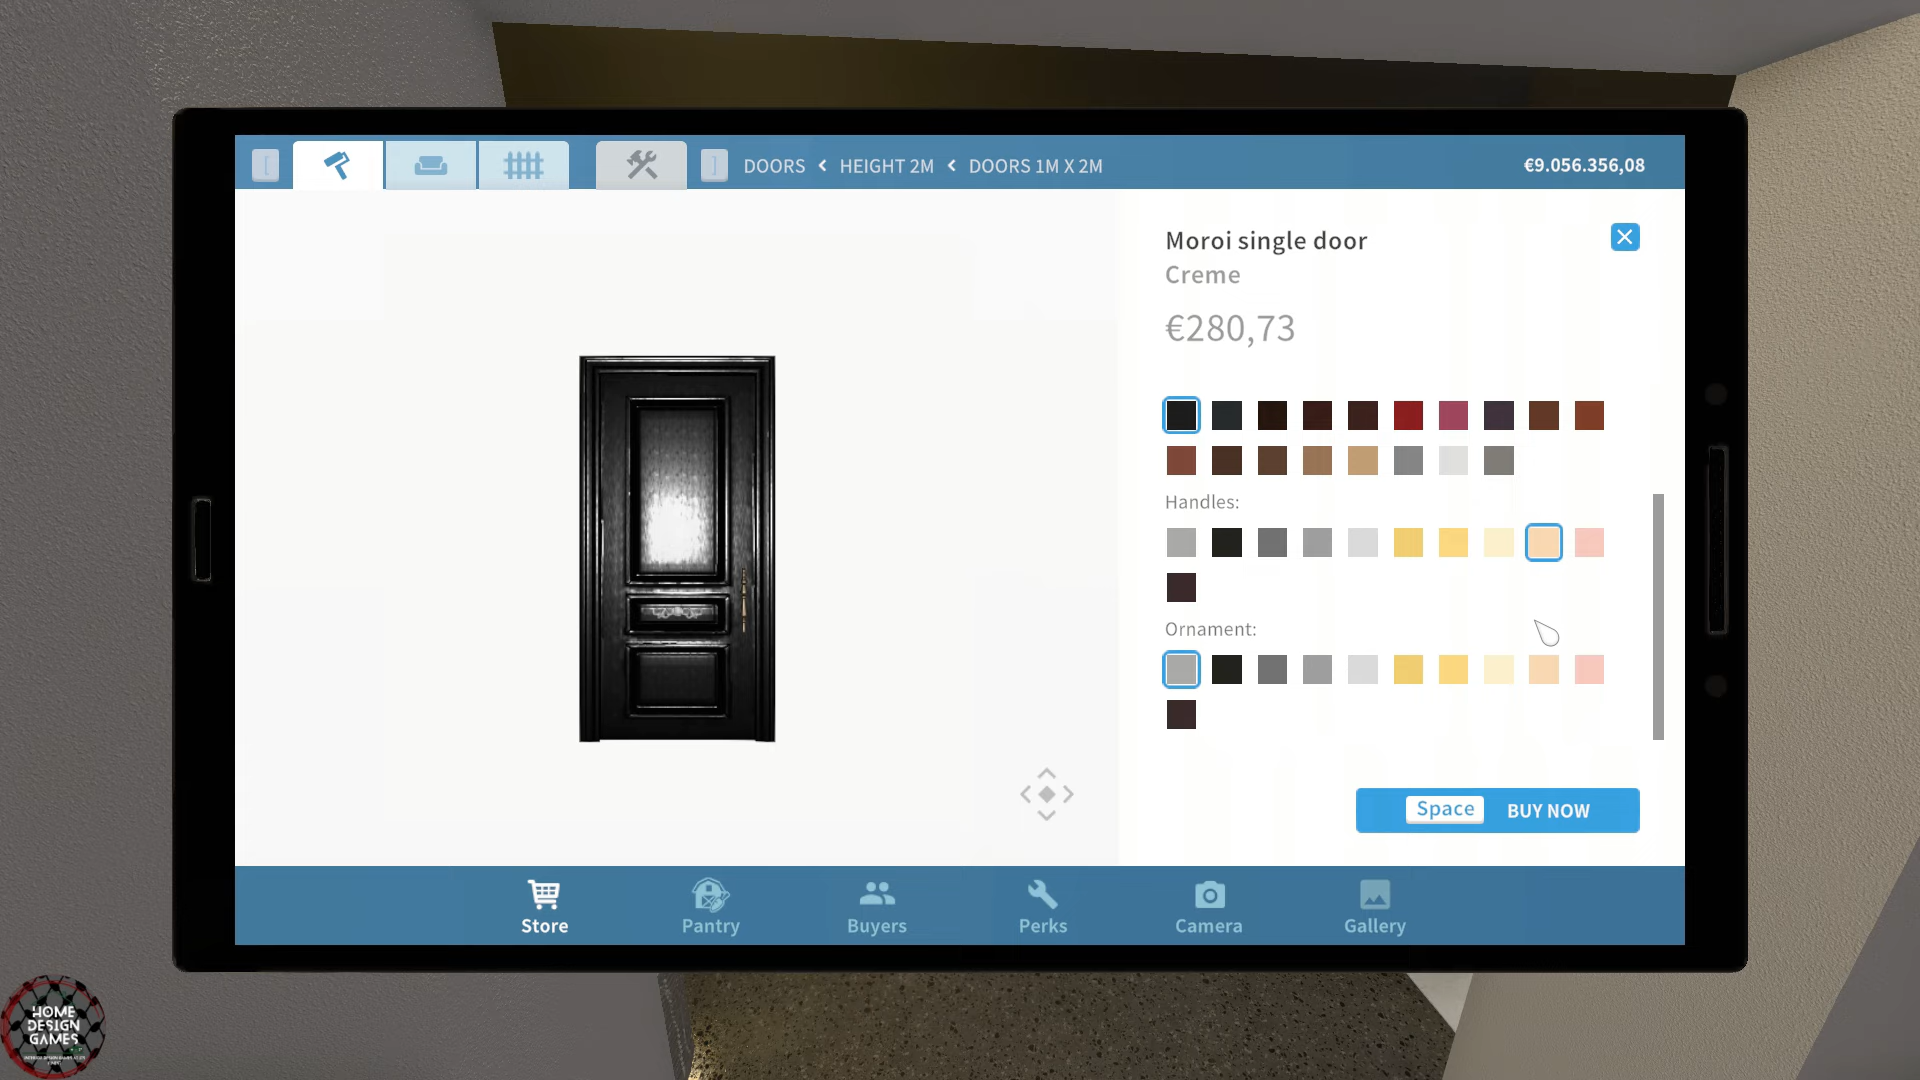 [
]
DOORS < HEIGHT 2M < DOORS 1M X 2M
€9.056.356,08
Moroi single door
Creme
€280,73
Handles:
Ornament:
Space BUY NOW
Store
Pantry
Buyers
Perks
Camera
Gallery
HOME
DESIGN
GAMES